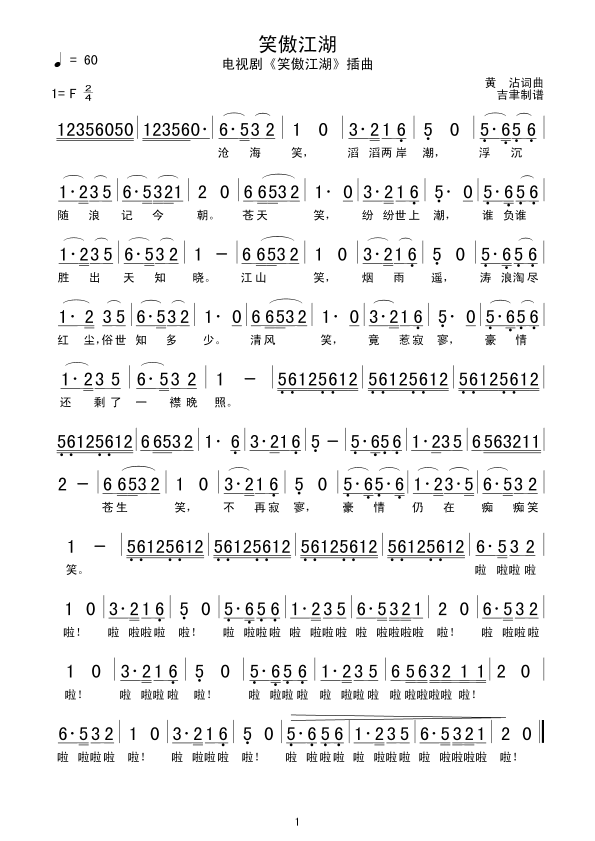 笑傲江湖
♩ = 60
电视剧《笑傲江湖》插曲
黄 沾词曲
1= F 2/4
吉聿制谱
12356050 | 123560· | 6·532 | 1 0 | 3·216 | 5 0 | 5·656 |
沧 海 笑， 滔 滔两岸 潮， 浮 沉
1·235 | 6·5321 | 2 0 | 6 6532 | 1· 0 | 3·216 | 5· 0 | 5·656 |
随 浪 记 今 朝。 苍天 笑， 纷 纷世上 潮， 谁 负谁
1·235 | 6·532 | 1 － | 6 6532 | 1 0 | 3·216 | 5 0 | 5·656 |
胜 出 天 知 晓。 江山 笑， 烟 雨 遥， 涛 浪淘尽
1· 2 35 | 6·532 | 1· 0 | 6 6532 | 1· 0 | 3·216 | 5· 0 | 5·656 |
红 尘,俗世 知 多 少。 清风 笑， 竟 惹寂 寥， 豪 情
1·235 | 6·532 | 1 － | 56125612 | 56125612 | 56125612 |
还 剩了 一 襟晚 照。
56125612 | 6 6532 | 1· 6 | 3·216 | 5 － | 5·656 | 1·235 | 6 563211 |
2 － | 6 6532 | 1 0 | 3·216 | 5 0 | 5·656 | 1·23·5 | 6·532 |
苍生 笑， 不 再寂 寥， 豪 情 仍 在 痴 痴笑
1 － | 56125612 | 56125612 | 56125612 | 56125612 | 6·532 |
笑。 啦 啦啦啦
1 0 | 3·216 | 5 0 | 5·656 | 1·235 | 6·5321 | 2 0 | 6·532 |
啦! 啦 啦啦啦 啦! 啦 啦啦啦 啦 啦啦啦 啦 啦啦啦啦 啦! 啦 啦啦啦
1 0 | 3·216 | 5 0 | 5·656 | 1·235 | 6 5632 1 1 | 2 0 |
啦! 啦 啦啦啦 啦! 啦 啦啦啦 啦 啦啦啦 啦啦啦啦啦 啦!
6·532 | 1 0 | 3·216 | 5 0 | 5·656 | 1·235 | 6·5321 | 2 0 ‖
啦 啦啦啦 啦! 啦 啦啦啦 啦! 啦 啦啦啦 啦 啦啦啦 啦 啦啦啦啦 啦!
1